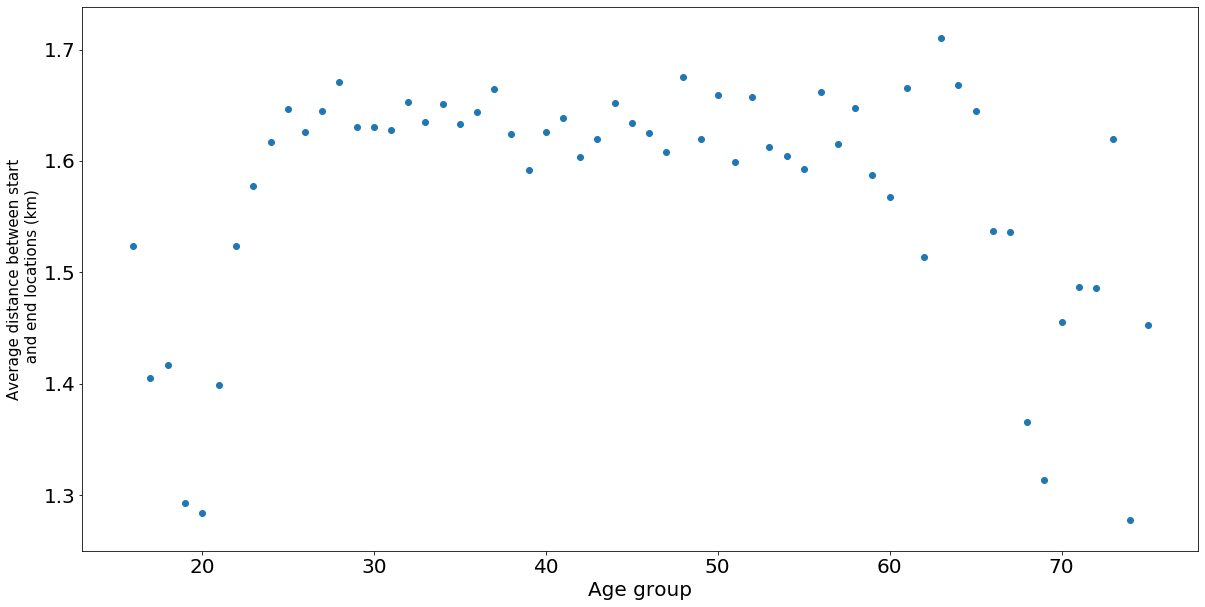 1.7
1.6
1.5
1.4
1.3
Average distance between start
and end locations (km)
20 30 40 50 60 70
Age group